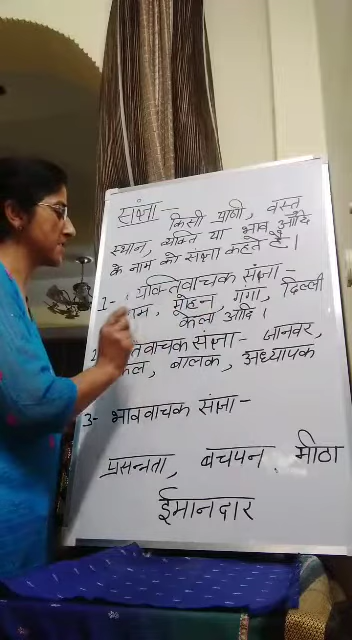 संज्ञा -
किसी प्राणी, वस्तु
स्थान, व्यक्ति या भाव आदि
के नाम को संज्ञा कहते हैं।
1- व्यक्तिवाचक संज्ञा -
मोहन, गंगा, दिल्ली
केला आदि।
संज्ञा - जानवर,
बालक, अध्यापक
3- भाववाचक संज्ञा -
प्रसन्नता, बचपन, मीठा
ईमानदार